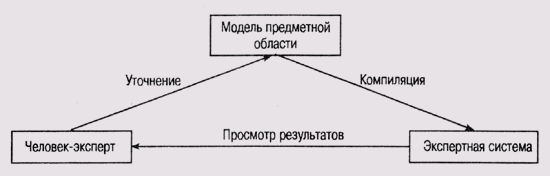 Модель предметной
области
Уточнение
Компиляция
Просмотр результатов
Человек-эксперт
Экспертная система